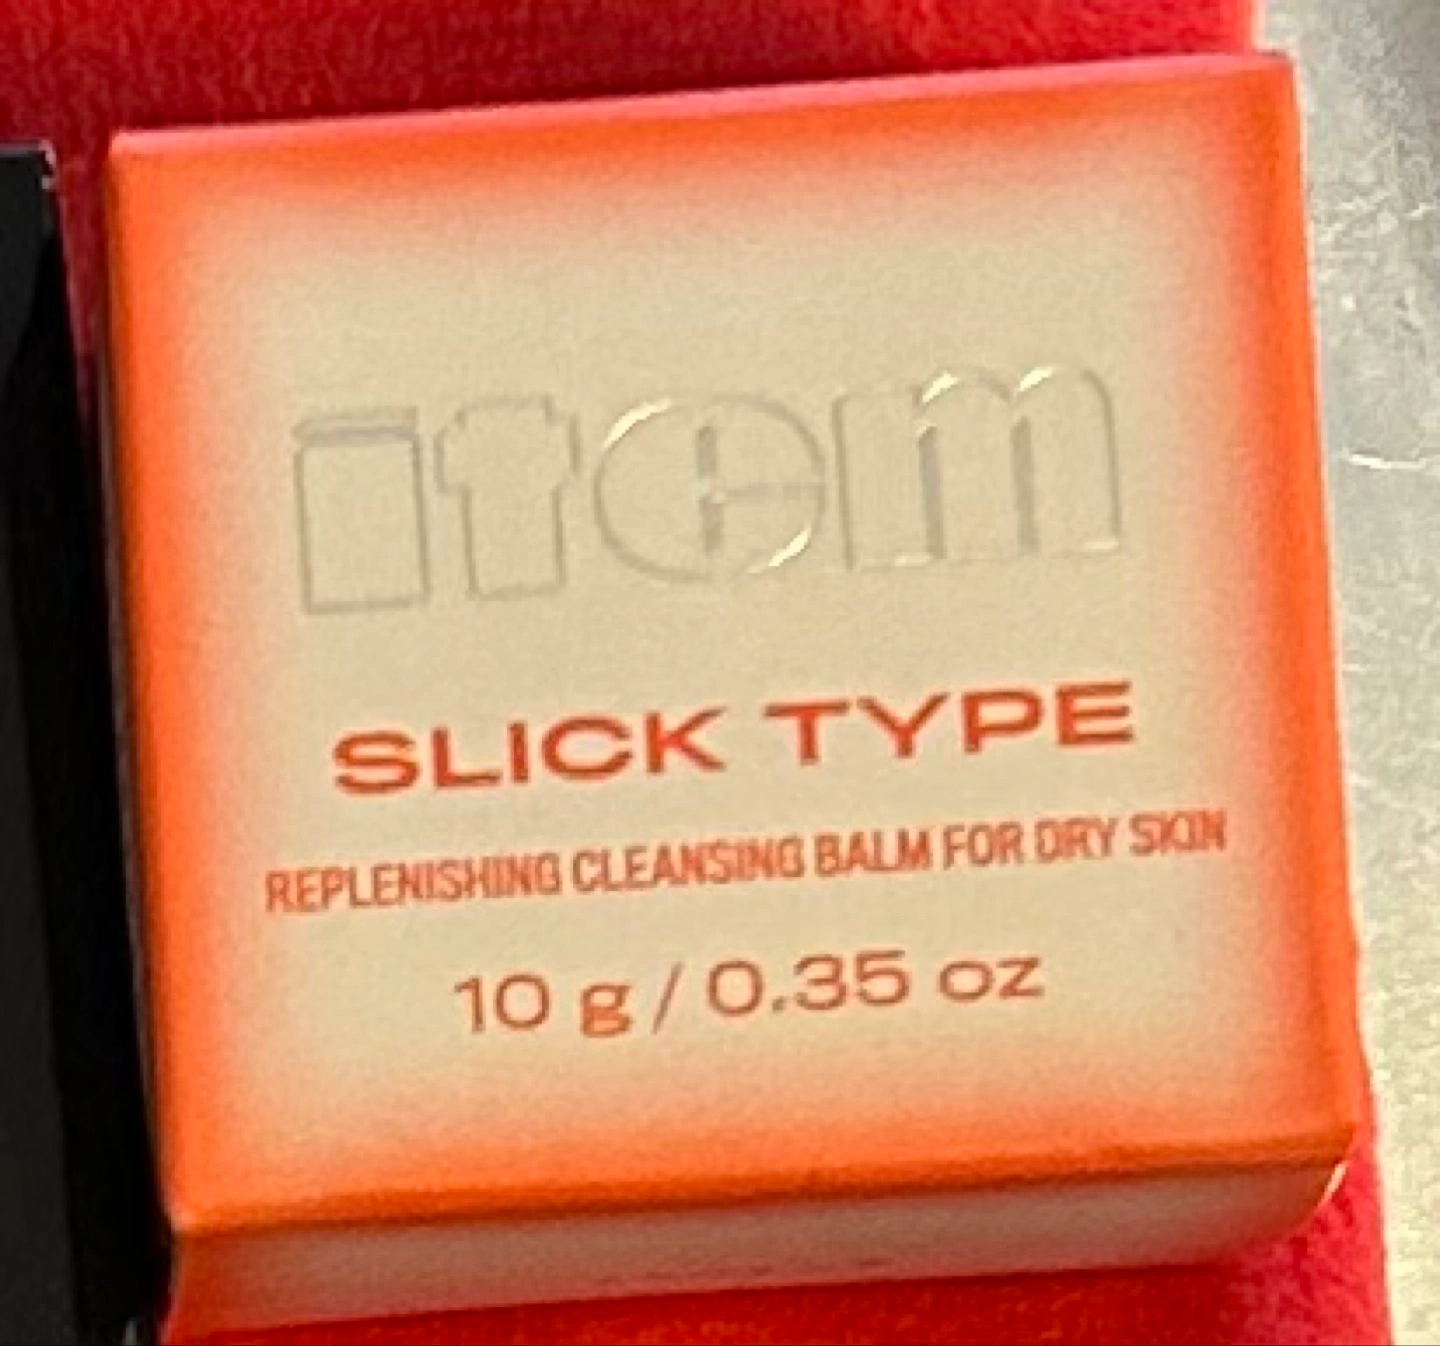 item
SLICK TYPE
REPLENISHING CLEANSING BALM FOR DRY SKIN
10 g / 0.35 oz